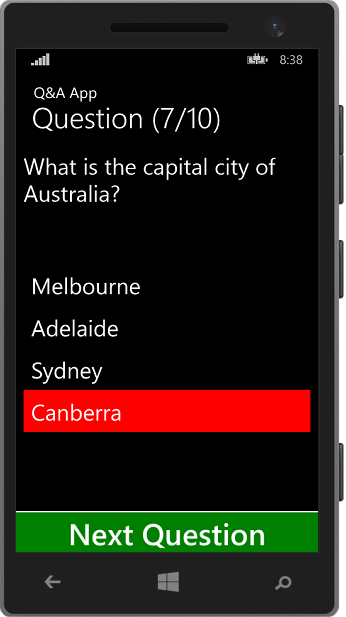 8:38
Q&A App
Question (7/10)
What is the capital city of
Australia?
Melbourne
Adelaide
Sydney
Canberra
Next Question